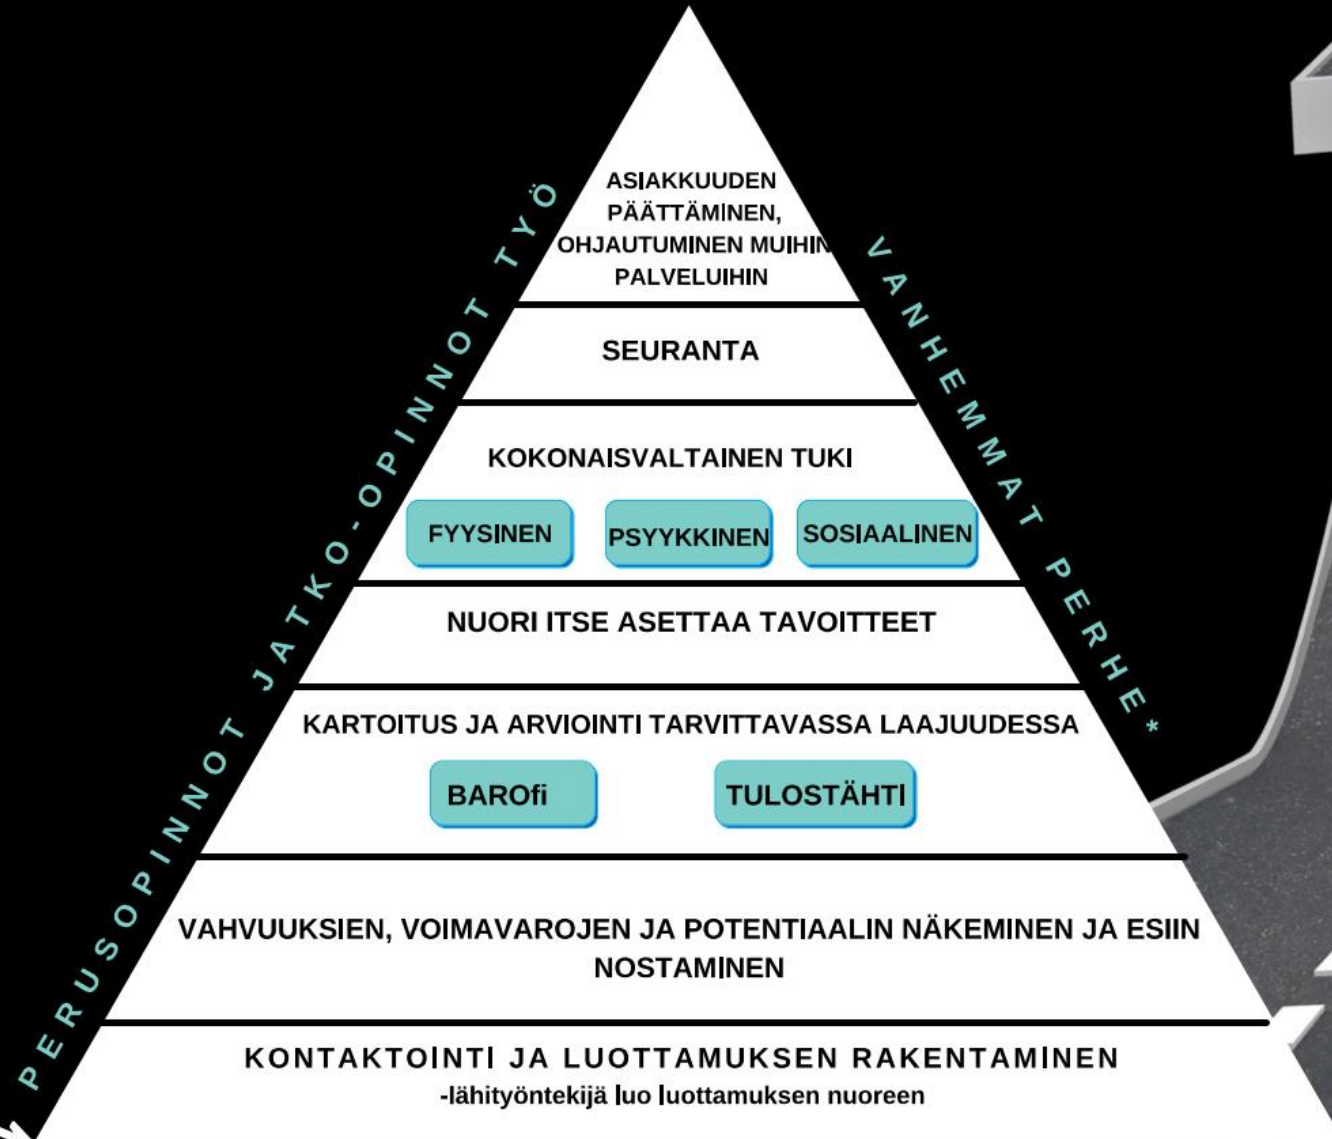 ASIAKKUUDEN
PÄÄTTÄMINEN,
OHJAUTUMINEN MUIHIN
PALVELUIHIN
SEURANTA
KOKONAISVALTAINEN TUKI
FYYSINEN
PSYYKKINEN
SOSIAALINEN
NUORI ITSE ASETTAA TAVOITTEET
KARTOITUS JA ARVIOINTI TARVITTAVASSA LAAJUUDESSA
BAROfi
TULOSTÄHTI
VAHVUUKSIEN, VOIMAVAROJEN JA POTENTIAALIN NÄKEMINEN JA ESIIN
NOSTAMINEN
KONTAKTOINTI JA LUOTTAMUKSEN RAKENTAMINEN
-lähityöntekijä luo luottamuksen nuoreen
PERUSOPINNOT JATKO-OPINNOT TYÖ
VANHEMMAT PERHE*